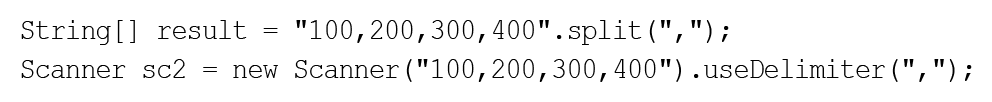 String[] result = "100,200,300,400".split(",");
Scanner sc2 = new Scanner("100,200,300,400").useDelimiter(",");